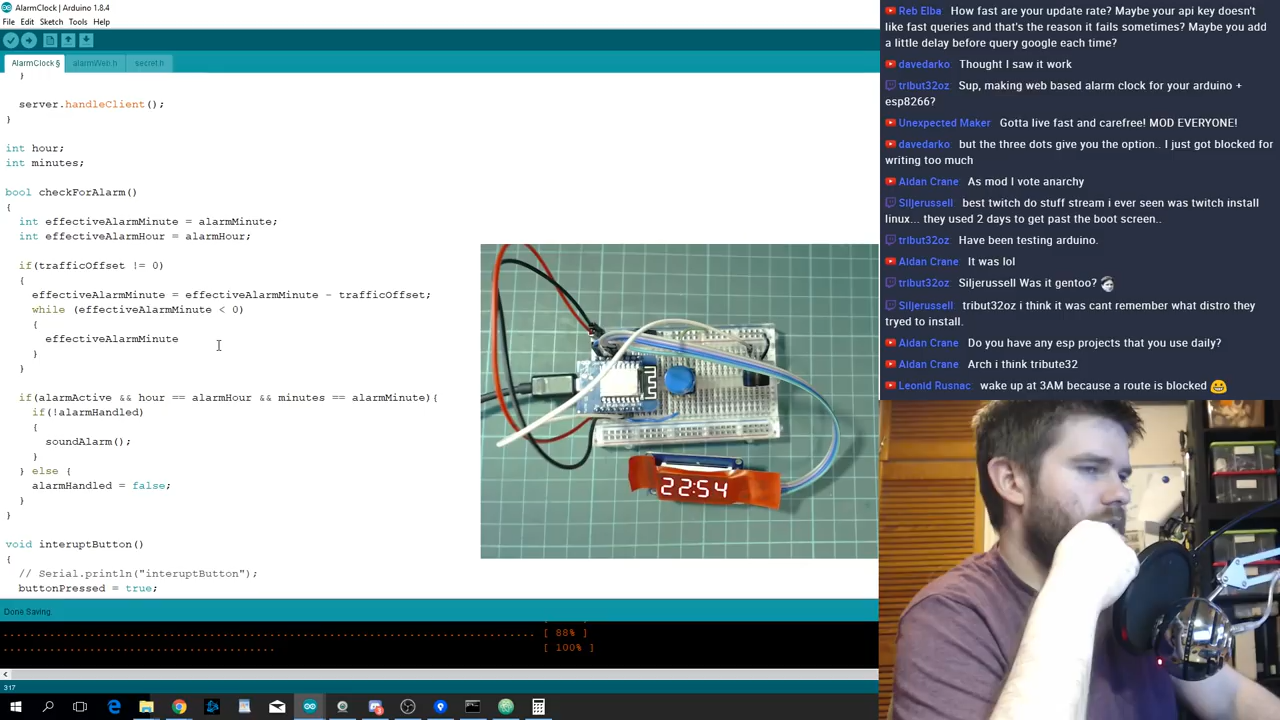 AlarmClock | Arduino 1.8.4
File Edit Sketch Tools Help
AlarmClock § alarmWeb.h secret.h
}
server.handleClient();
}
int hour;
int minutes;
bool checkForAlarm()
{
int effectiveAlarmMinute = alarmMinute;
int effectiveAlarmHour = alarmHour;
if(trafficOffset != 0)
{
effectiveAlarmMinute = effectiveAlarmMinute - trafficOffset;
while (effectiveAlarmMinute < 0)
{
effectiveAlarmMinute
}
}
if(alarmActive && hour == alarmHour && minutes == alarmMinute){
if(!alarmHandled)
{
soundAlarm();
}
} else {
alarmHandled = false;
}
}
void interuptButton()
{
// Serial.println("interuptButton");
buttonPressed = true;
Done Saving.
[ 88% ]
[ 100% ]
317
22:54
Reb Elba How fast are your update rate? Maybe your api key doesn't
like fast queries and that's the reason it fails sometimes? Maybe you add
a little delay before query google each time?
davedarko Thought I saw it work
tr1but32oz Sup, making web based alarm clock for your arduino +
esp8266?
Unexpected Maker Gotta live fast and carefree! MOD EVERYONE!
davedarko but the three dots give you the option.. I just got blocked for
writing too much
Aidan Crane As mod I vote anarchy
Siljerussell best twitch do stuff stream i ever seen was twitch install
linux... they used 2 days to get past the boot screen..
tr1but32oz Have been testing arduino.
Aidan Crane It was lol
tr1but32oz Siljerussell Was it gentoo?
Siljerussell tribut32oz i think it was cant remember what distro they
tryed to install.
Aidan Crane Do you have any esp projects that you use daily?
Aidan Crane Arch i think tribute32
Leonid Rusnac wake up at 3AM because a route is blocked